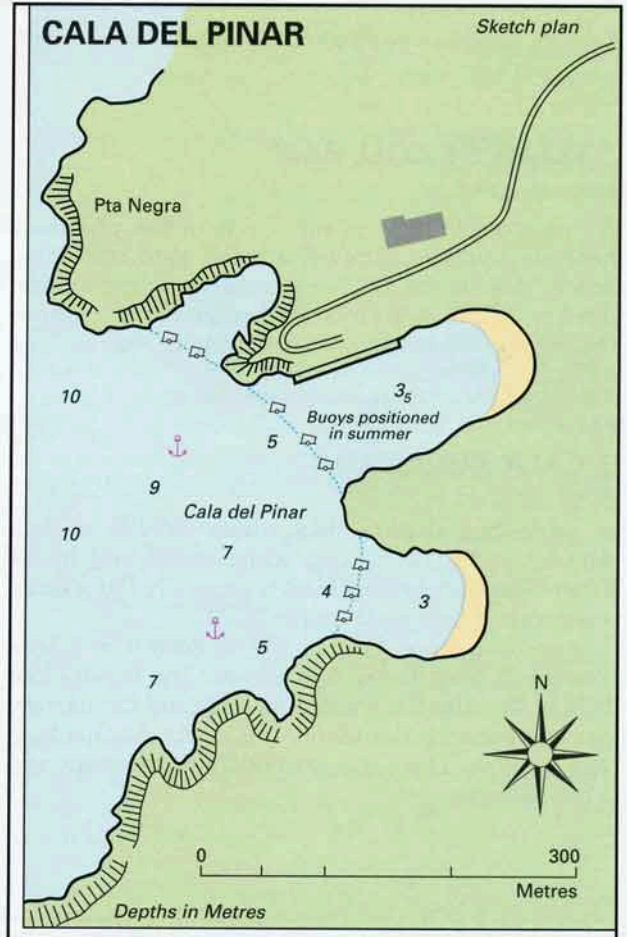 CALA DEL PINAR
Sketch plan
Pta Negra
10
3₅
Buoys positioned
in summer
5
9
Cala del Pinar
10
7
4
3
5
7
N
0
300
Metres
Depths in Metres